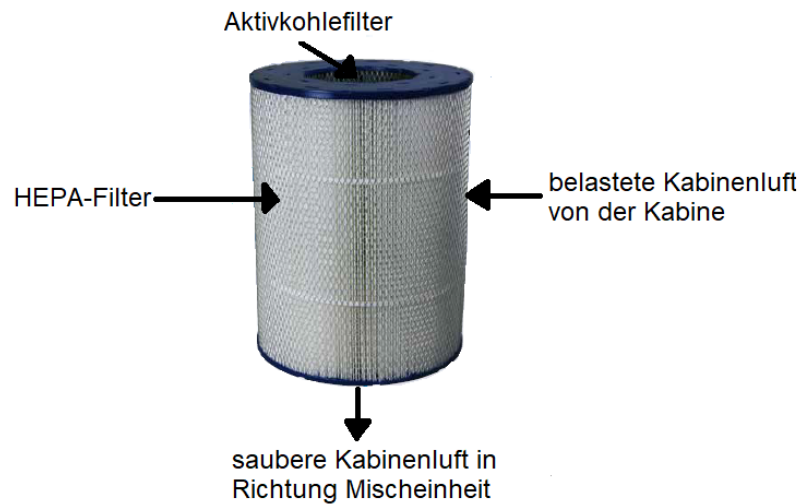 Aktivkohlefilter
HEPA-Filter
belastete Kabinenluft
von der Kabine
saubere Kabinenluft in
Richtung Mischeinheit